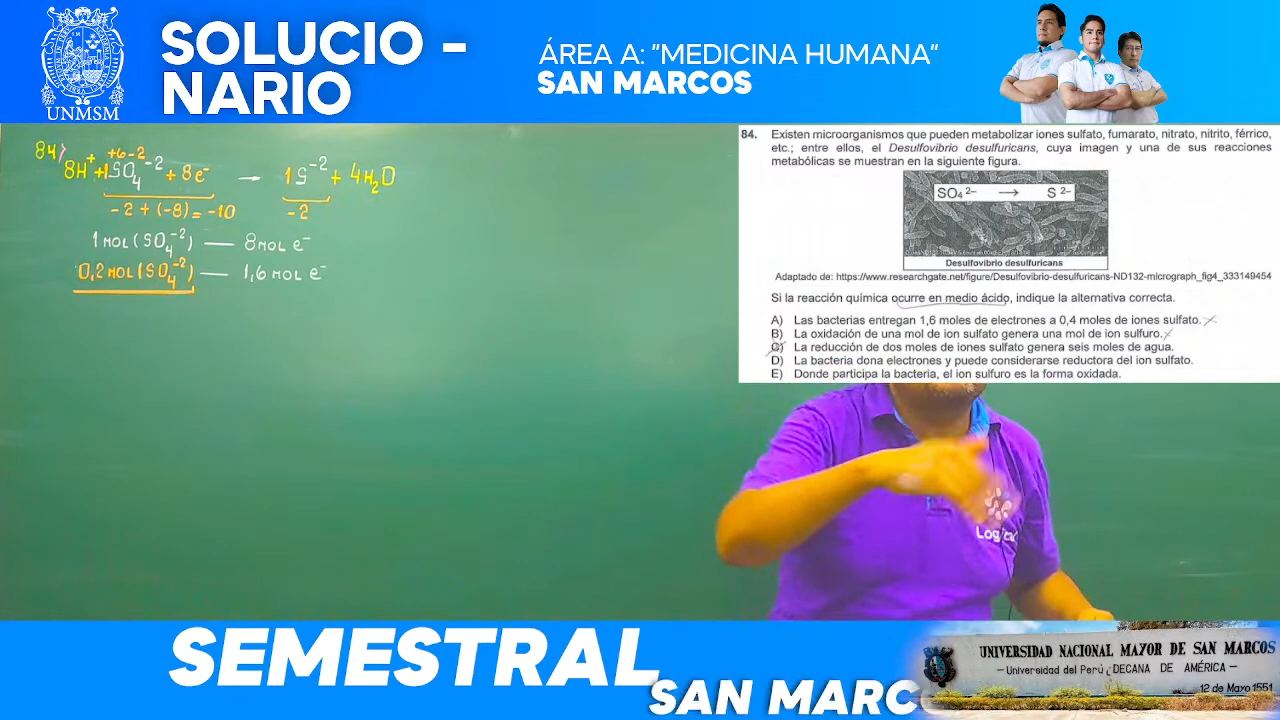 SOLUCIO -
NARIO
ÁREA A: "MEDICINA HUMANA"
SAN MARCOS
UNMSM
84>
+6 -2
8H+ + 1SO4-2 + 8e- → 1S-2 + 4H2O
-2 + (-8) = -10
-2
1 MOL (SO4-2) — 8 MOL e-
0,2 MOL (SO4-2) — 1,6 MOL e-
84. Existen microorganismos que pueden metabolizar iones sulfato, fumarato, nitrato, nitrito, férrico,
etc.; entre ellos, el Desulfovibrio desulfuricans, cuya imagen y una de sus reacciones
metabólicas se muestran en la siguiente figura.
SO4 2– → S 2–
Desulfovibrio desulfuricans
Adaptado de: https://www.researchgate.net/figure/Desulfovibrio-desulfuricans-ND132-micrograph_fig4_333149454
Si la reacción química ocurre en medio ácido, indique la alternativa correcta.
A) Las bacterias entregan 1,6 moles de electrones a 0,4 moles de iones sulfato.
B) La oxidación de una mol de ion sulfato genera una mol de ion sulfuro.
C) La reducción de dos moles de iones sulfato genera seis moles de agua.
D) La bacteria dona electrones y puede considerarse reductora del ion sulfato.
E) Donde participa la bacteria, el ion sulfuro es la forma oxidada.
SEMESTRAL
SAN MARC
UNIVERSIDAD NACIONAL MAYOR DE SAN MARCOS
– Universidad del Perú, DECANA DE AMÉRICA –
12 de Mayo 1551